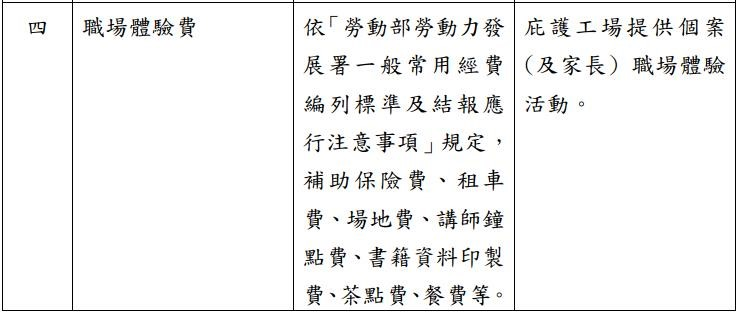 四
職場體驗費
依「勞動部勞動力發
展署一般常用經費
編列標準及結報應
行注意事項」規定，
補助保險費、租車
費、場地費、講師鐘
點費、書籍資料印製
費、茶點費、餐費等。
庇護工場提供個案
（及家長）職場體驗
活動。